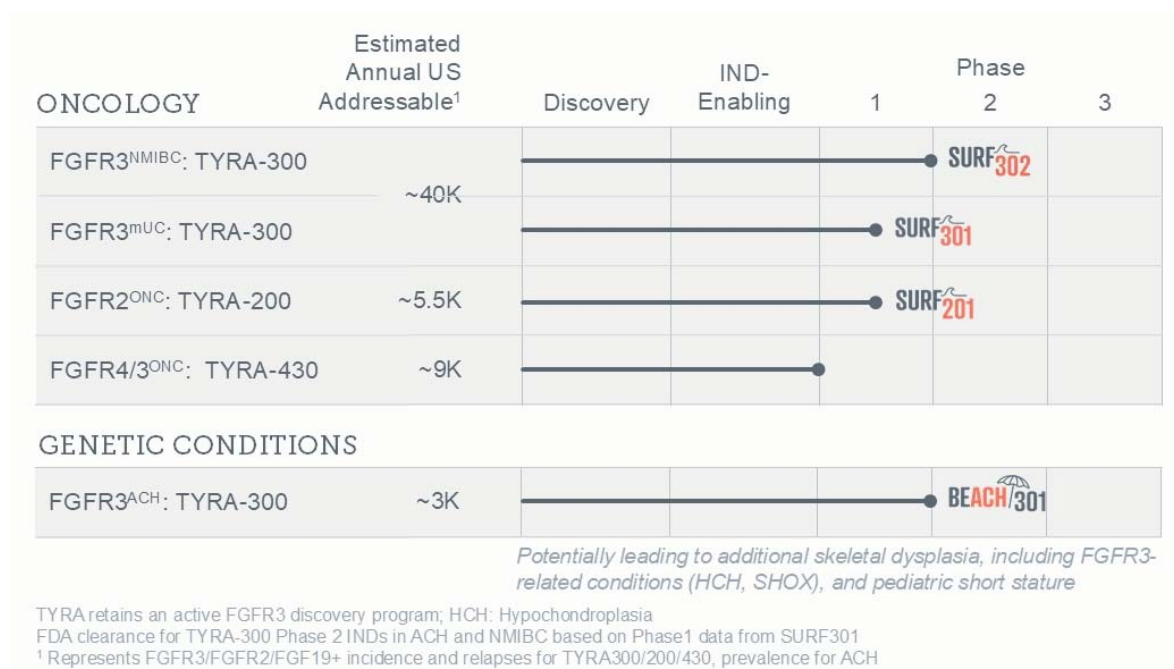 Estimated
Annual US
Addressable¹
ONCOLOGY
Discovery
IND-
Enabling
Phase
1 2 3
FGFR3ᴺᴹᴵᴮᶜ: TYRA-300
SURF302
~40K
FGFR3ᵐᵁᶜ: TYRA-300
SURF301
FGFR2ᴼᴺᶜ: TYRA-200 ~5.5K
SURF201
FGFR4/3ᴼᴺᶜ: TYRA-430 ~9K
GENETIC CONDITIONS
FGFR3ᴬᶜᴴ: TYRA-300 ~3K
BEACH301
Potentially leading to additional skeletal dysplasia, including FGFR3-
related conditions (HCH, SHOX), and pediatric short stature
TYRA retains an active FGFR3 discovery program; HCH: Hypochondroplasia
FDA clearance for TYRA-300 Phase 2 INDs in ACH and NMIBC based on Phase1 data from SURF301
¹ Represents FGFR3/FGFR2/FGF19+ incidence and relapses for TYRA300/200/430, prevalence for ACH